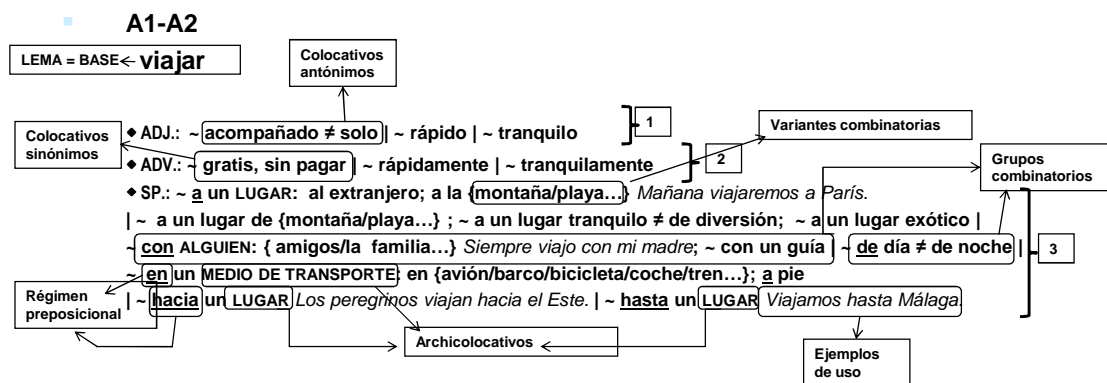 A1-A2
LEMA = BASE viajar
Colocativos antónimos
Colocativos sinónimos
◆ ADJ.: ~ acompañado ≠ solo | ~ rápido | ~ tranquilo
1
Variantes combinatorias
◆ ADV.: ~ gratis, sin pagar | ~ rápidamente | ~ tranquilamente
2
Grupos combinatorios
◆ SP.: ~ a un LUGAR: al extranjero; a la {montaña/playa…} Mañana viajaremos a París.
| ~ a un lugar de {montaña/playa…} ; ~ a un lugar tranquilo ≠ de diversión; ~ a un lugar exótico |
~ con ALGUIEN: { amigos/la familia…} Siempre viajo con mi madre; ~ con un guía | ~ de día ≠ de noche |
3
~ en un MEDIO DE TRANSPORTE: en {avión/barco/bicicleta/coche/tren…}; a pie
| ~ hacia un LUGAR Los peregrinos viajan hacia el Este. | ~ hasta un LUGAR Viajamos hasta Málaga.
Régimen preposicional
Archicolocativos
Ejemplos de uso